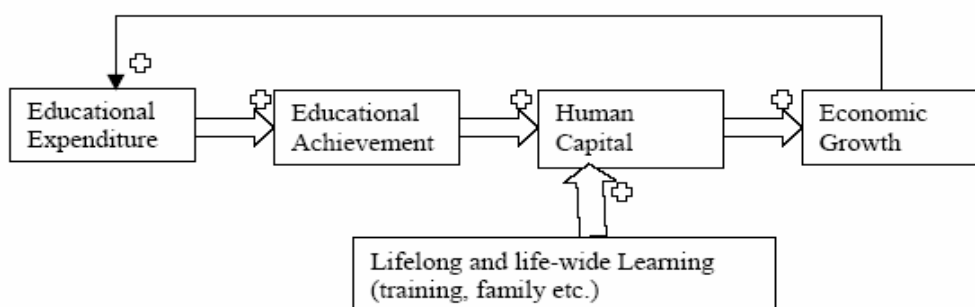 Educational
Expenditure
Educational
Achievement
Human
Capital
Economic
Growth
Lifelong and life-wide Learning
(training, family etc.)